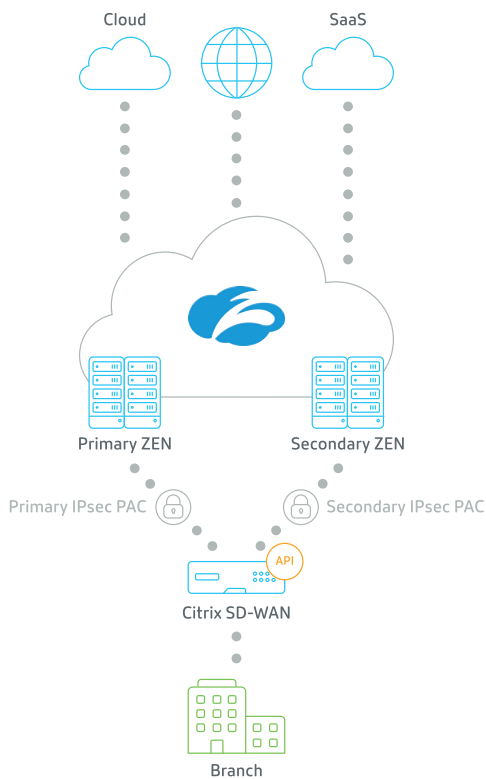 Cloud
SaaS
Primary ZEN
Secondary ZEN
Primary IPsec PAC
Secondary IPsec PAC
API
Citrix SD-WAN
Branch